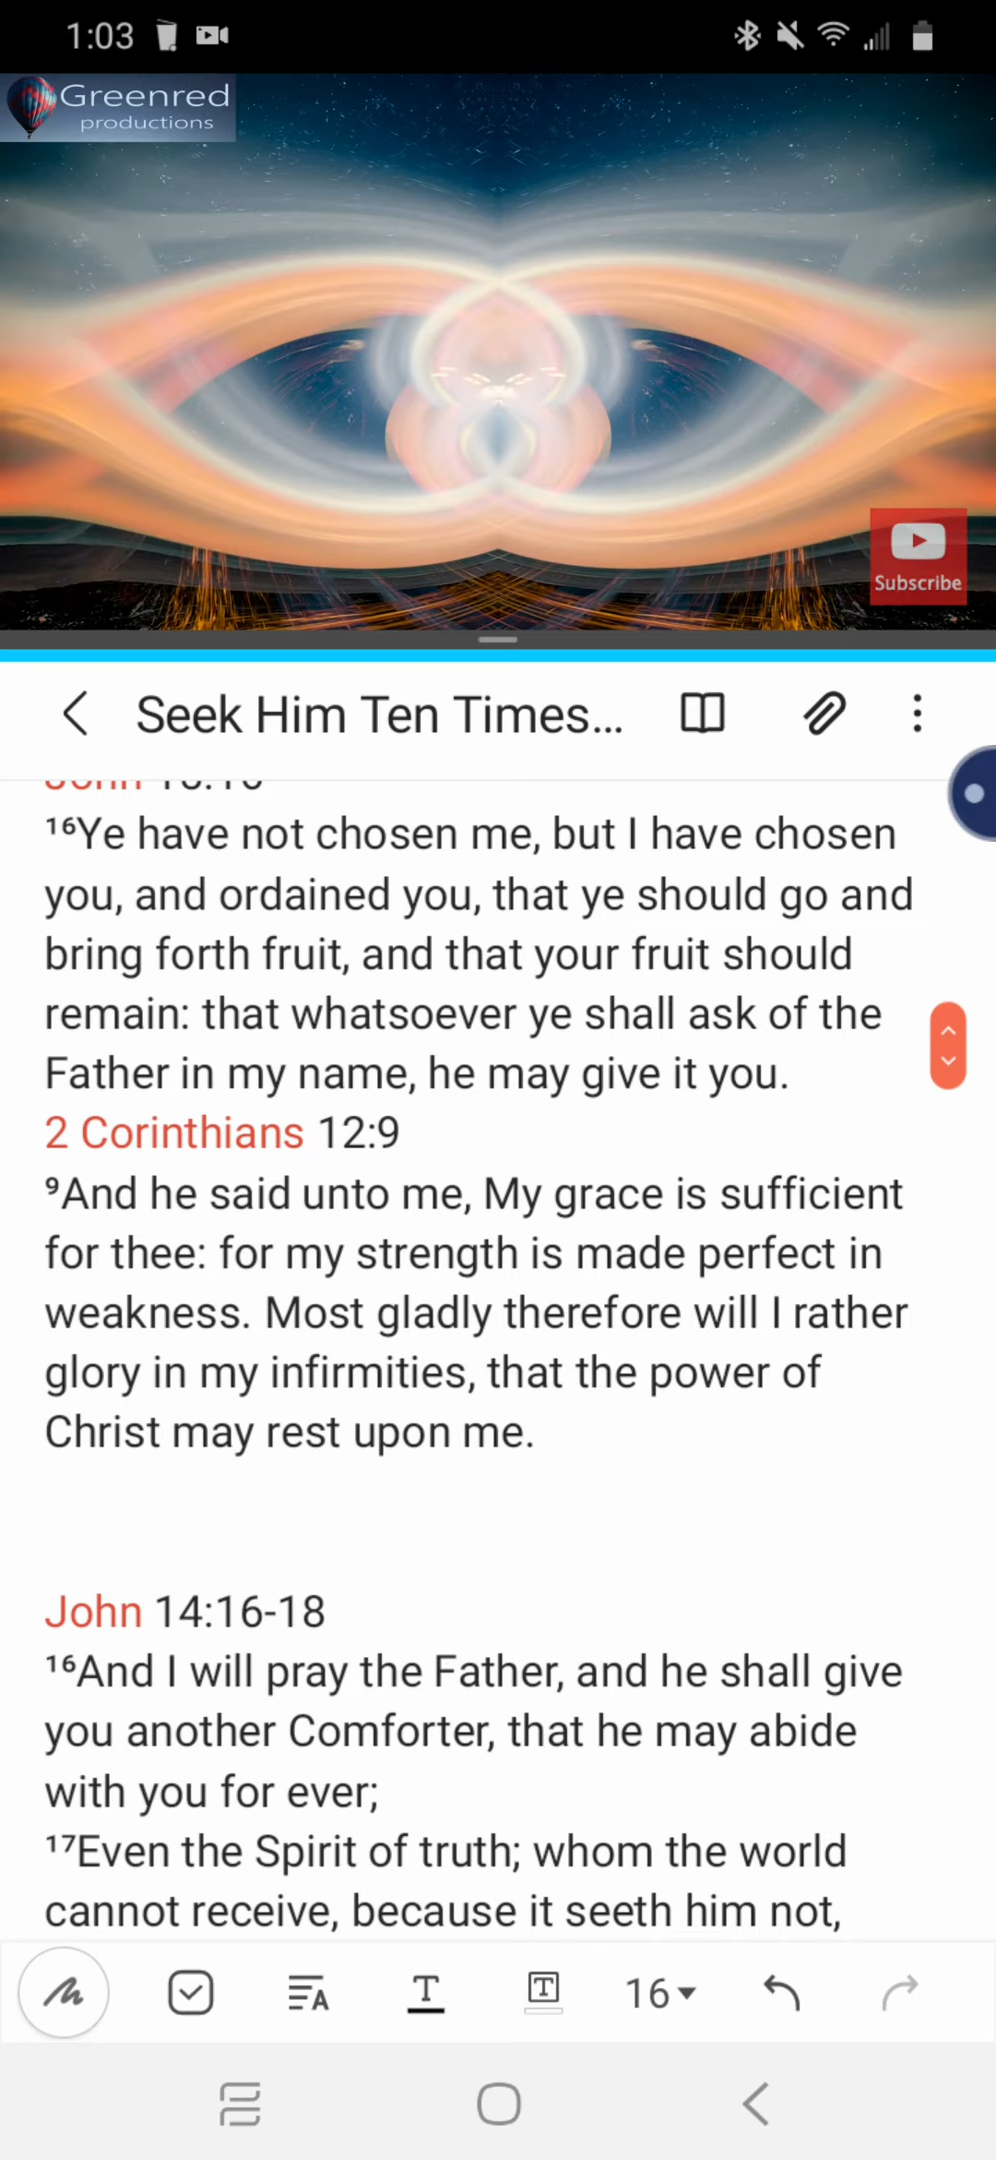 1:03
Greenred
productions
Subscribe
Seek Him Ten Times...
¹⁶Ye have not chosen me, but I have chosen
you, and ordained you, that ye should go and
bring forth fruit, and that your fruit should
remain: that whatsoever ye shall ask of the
Father in my name, he may give it you.
2 Corinthians 12:9
⁹And he said unto me, My grace is sufficient
for thee: for my strength is made perfect in
weakness. Most gladly therefore will I rather
glory in my infirmities, that the power of
Christ may rest upon me.
John 14:16-18
¹⁶And I will pray the Father, and he shall give
you another Comforter, that he may abide
with you for ever;
¹⁷Even the Spirit of truth; whom the world
cannot receive, because it seeth him not,
16